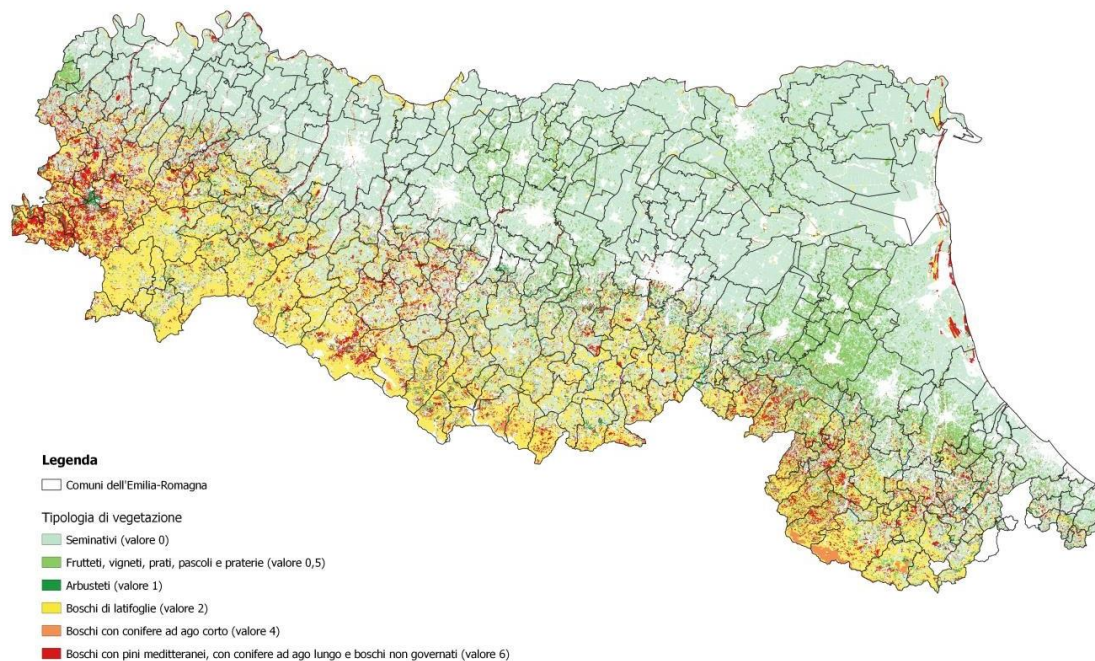 Legenda
Comuni dell'Emilia-Romagna
Tipologia di vegetazione
Seminativi (valore 0)
Frutteti, vigneti, prati, pascoli e praterie (valore 0,5)
Arbusteti (valore 1)
Boschi di latifoglie (valore 2)
Boschi con conifere ad ago corto (valore 4)
Boschi con pini meditteranei, con conifere ad ago lungo e boschi non governati (valore 6)